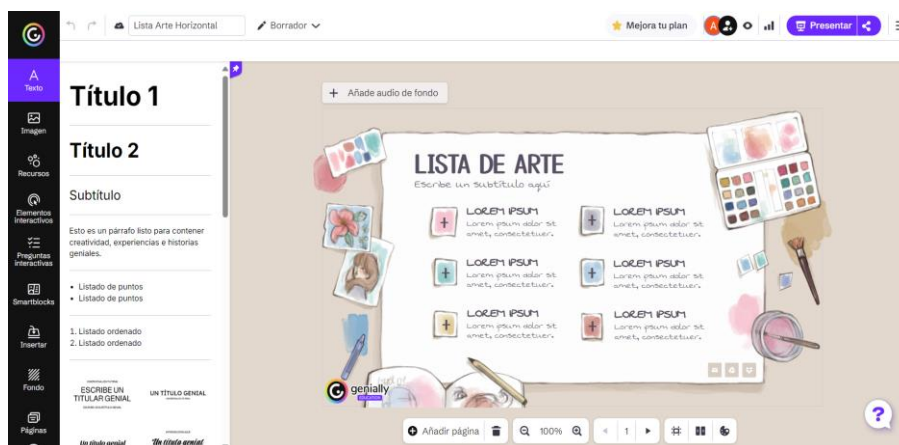 Lista Arte Horizontal
Borrador
Mejora tu plan
A
Presentar
Texto
Imagen
Recursos
Elementos
interactivos
Preguntas
interactivas
Smartblocks
Insertar
Fondo
Páginas
Título 1
Título 2
Subtítulo
Esto es un párrafo listo para contener
creatividad, experiencias e historias
geniales.
• Listado de puntos
• Listado de puntos
1. Listado ordenado
2. Listado ordenado
ESCRIBE UN
TITULAR GENIAL
UN TÍTULO GENIAL
Un título genial
Un título genial
+ Añade audio de fondo
LISTA DE ARTE
Escribe un subtítulo aquí
LOREM IPSUM
Lorem ipsum dolor sit
amet, consectetuer.
LOREM IPSUM
Lorem ipsum dolor sit
amet, consectetuer.
LOREM IPSUM
Lorem ipsum dolor sit
amet, consectetuer.
LOREM IPSUM
Lorem ipsum dolor sit
amet, consectetuer.
LOREM IPSUM
Lorem ipsum dolor sit
amet, consectetuer.
LOREM IPSUM
Lorem ipsum dolor sit
amet, consectetuer.
genially
EDUCATION
Añadir página
100%
1
?